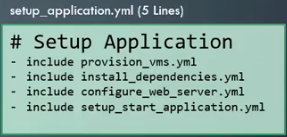 setup_application.yml (5 Lines)
# Setup Application
- include provision_vms.yml
- include install_dependencies.yml
- include configure_web_server.yml
- include setup_start_application.yml